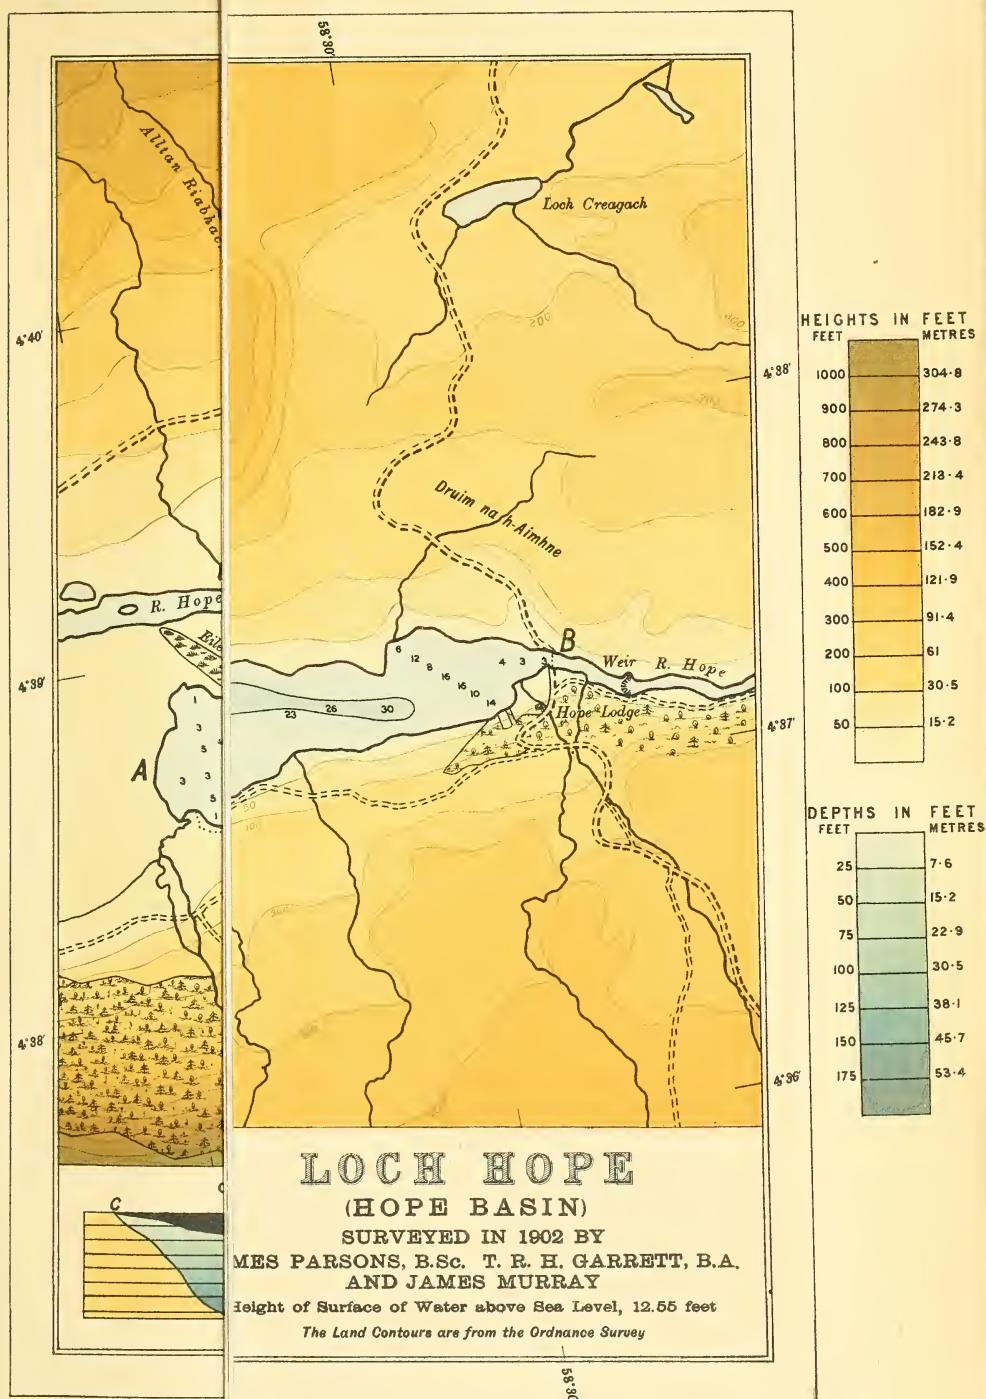 58°30'
Alltan Riabhac
Loch Creagach
200
4°40'
4°38'
Druim na h-Aimhne
R. Hope
Eile
B
Weir R. Hope
Hope Lodge
4°39'
4°37'
A
6
12
8
16
16
10
14
4 3 3
23 26 30
1
3
5
3 3
5
1
50
100
4°38'
4°36'
HEIGHTS IN FEET
FEET METRES
1000 304·8
900 274·3
800 243·8
700 213·4
600 182·9
500 152·4
400 121·9
300 91·4
200 61
100 30·5
50 15·2
DEPTHS IN FEET
FEET METRES
25 7·6
50 15·2
75 22·9
100 30·5
125 38·1
150 45·7
175 53·4
C
LOCH HOPE
(HOPE BASIN)
SURVEYED IN 1902 BY
MES PARSONS, B.Sc. T. R. H. GARRETT, B.A.
AND JAMES MURRAY
Height of Surface of Water above Sea Level, 12.55 feet
The Land Contours are from the Ordnance Survey
58°30